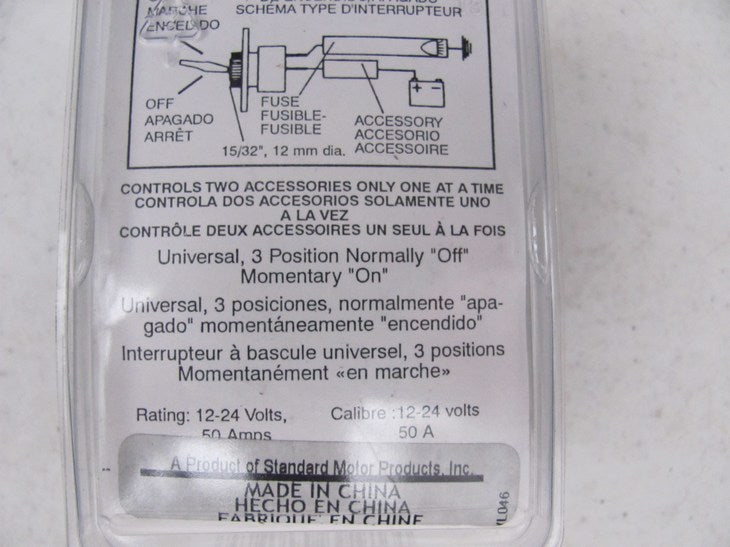 MARCHE
ENCENDIDO
SCHÉMA TYPE D'INTERRUPTEUR
OFF
APAGADO
ARRÊT
FUSE
FUSIBLE-
FUSIBLE
+ -
ACCESSORY
ACCESORIO
ACCESSOIRE
15/32", 12 mm dia.
CONTROLS TWO ACCESSORIES ONLY ONE AT A TIME
CONTROLA DOS ACCESORIOS SOLAMENTE UNO
A LA VEZ
CONTRÔLE DEUX ACCESSOIRES UN SEUL À LA FOIS
Universal, 3 Position Normally "Off"
Momentary "On"
Universal, 3 posiciones, normalmente "apa-
gado" momentáneamente "encendido"
Interrupteur à bascule universel, 3 positions
Momentanément «en marche»
Rating: 12-24 Volts,
50 Amps
Calibre :12-24 volts
50 A
A Product of Standard Motor Products, Inc.
MADE IN CHINA
HECHO EN CHINA
FABRIQUE EN CHINE